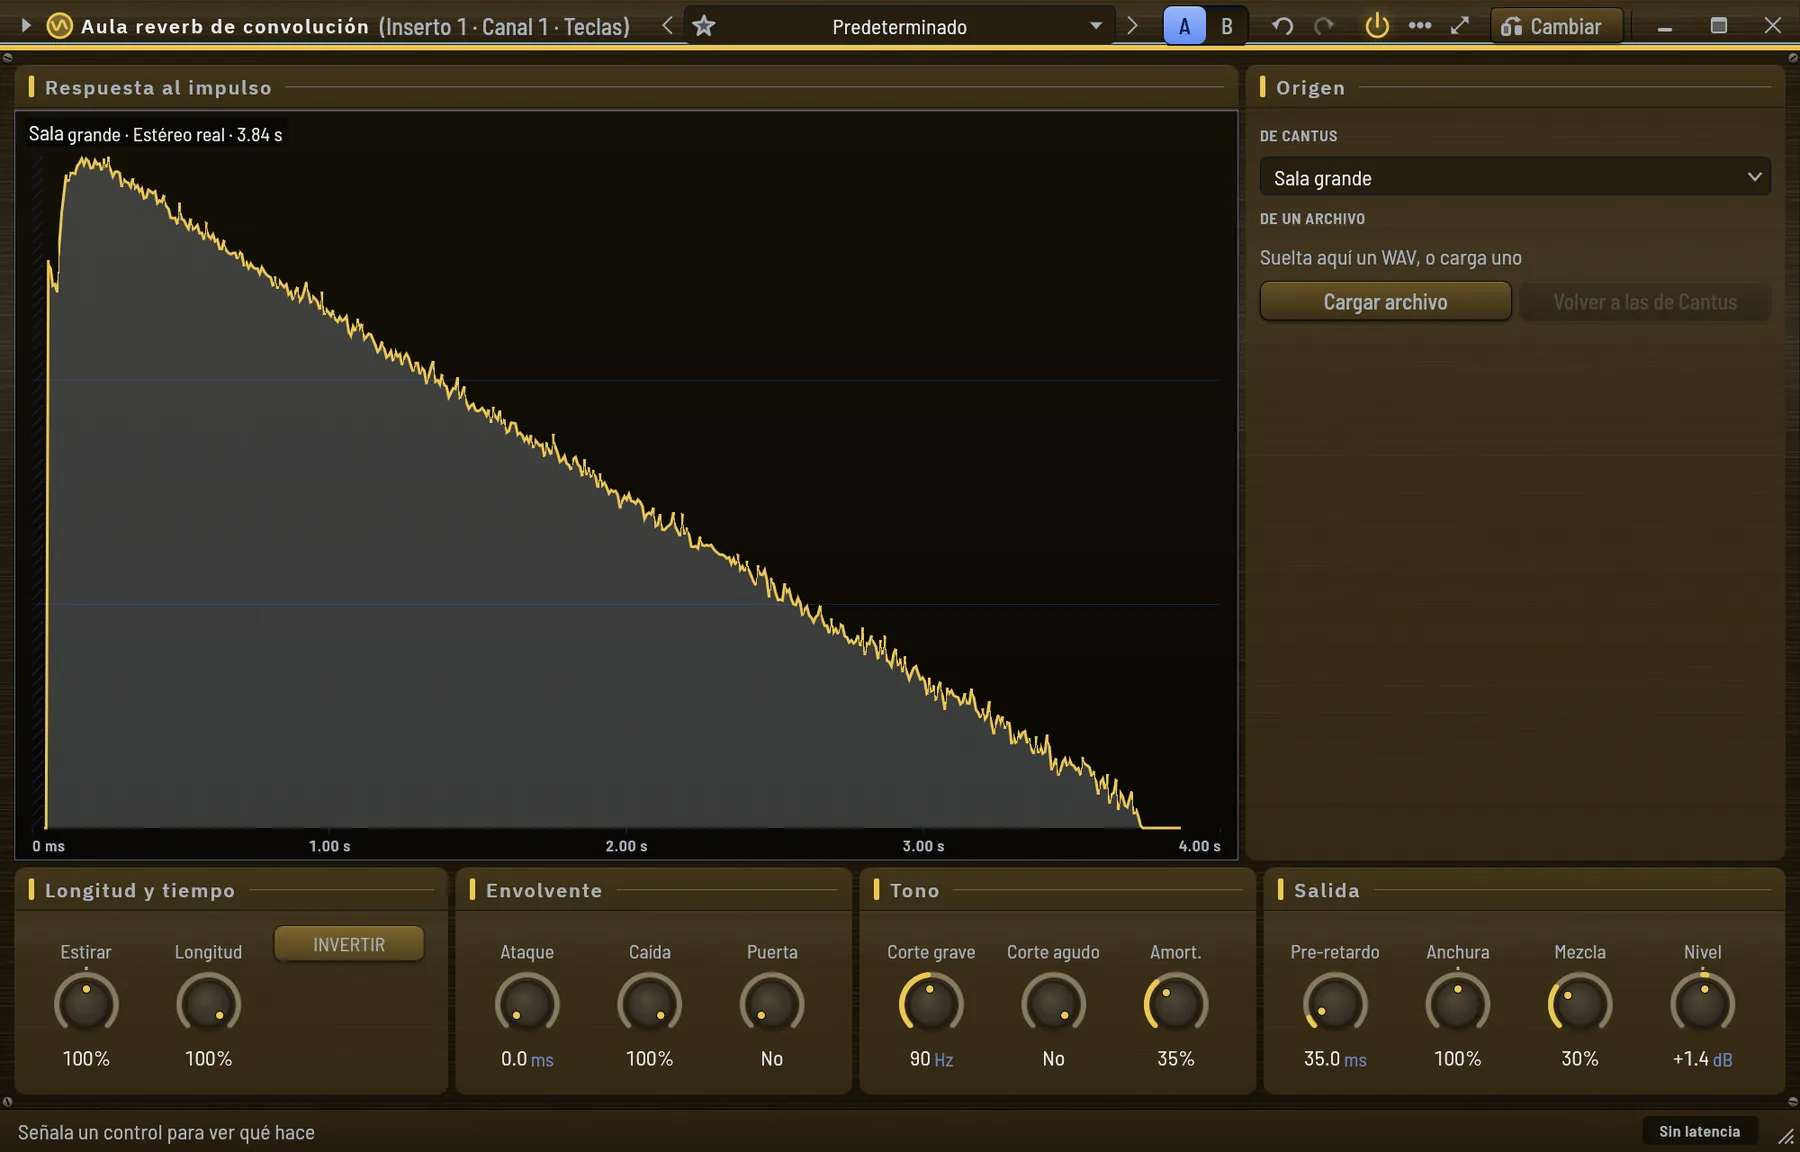 Aula reverb de convolución (Inserto 1 · Canal 1 · Teclas)
Predeterminado
A B
Cambiar
Respuesta al impulso
Sala grande · Estéreo real · 3.84 s
0 ms 1.00 s 2.00 s 3.00 s 4.00 s
Origen
DE CANTUS
Sala grande
DE UN ARCHIVO
Suelta aquí un WAV, o carga uno
Cargar archivo
Volver a las de Cantus
Longitud y tiempo
Estirar Longitud INVERTIR
100% 100%
Envolvente
Ataque Caída Puerta
0.0 ms 100% No
Tono
Corte grave Corte agudo Amort.
90 Hz No 35%
Salida
Pre-retardo Anchura Mezcla Nivel
35.0 ms 100% 30% +1.4 dB
Señala un control para ver qué hace
Sin latencia